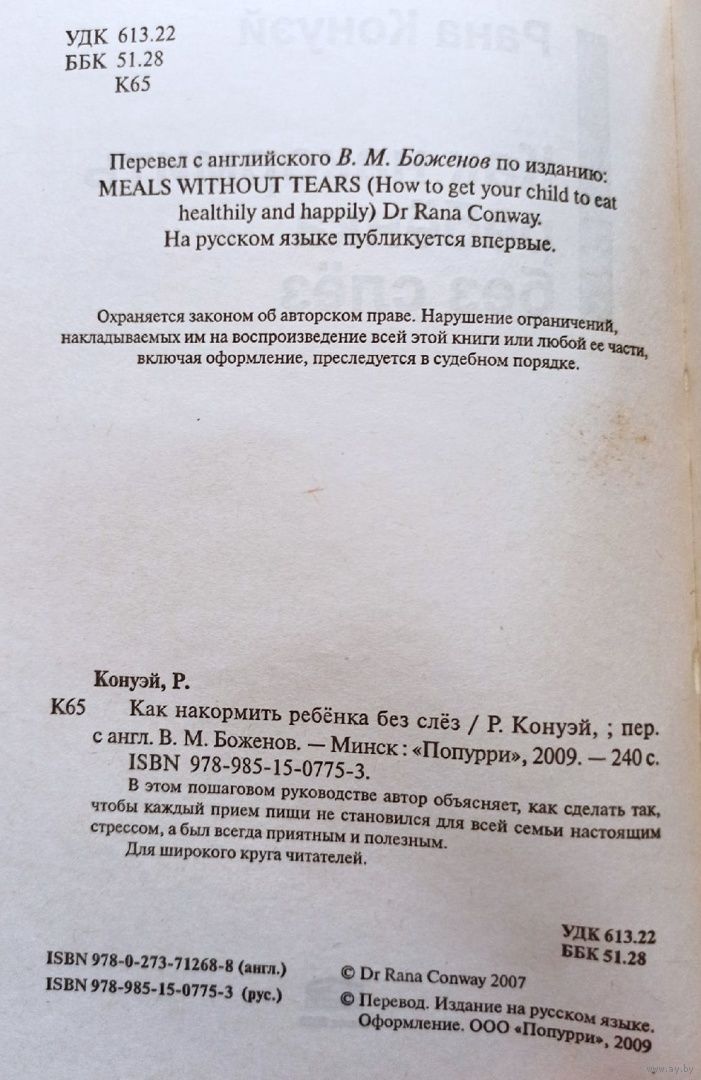 УДК 613.22
ББК 51.28
К65
Перевел с английского В. М. Боженов по изданию:
MEALS WITHOUT TEARS (How to get your child to eat
healthily and happily) Dr Rana Conway.
На русском языке публикуется впервые.
Охраняется законом об авторском праве. Нарушение ограничений,
накладываемых им на воспроизведение всей этой книги или любой ее части,
включая оформление, преследуется в судебном порядке.
Конуэй, Р.
К65 Как накормить ребёнка без слёз / Р. Конуэй, ; пер.
с англ. В. М. Боженов. — Минск : «Попурри», 2009. — 240 с.
ISBN 978-985-15-0775-3.
В этом пошаговом руководстве автор объясняет, как сделать так,
чтобы каждый прием пищи не становился для всей семьи настоящим
стрессом, а был всегда приятным и полезным.
Для широкого круга читателей.
УДК 613.22
ББК 51.28
ISBN 978-0-273-71268-8 (англ.)
ISBN 978-985-15-0775-3 (рус.)
© Dr Rana Conway 2007
© Перевод. Издание на русском языке.
Оформление. ООО «Попурри», 2009
www.ay.by